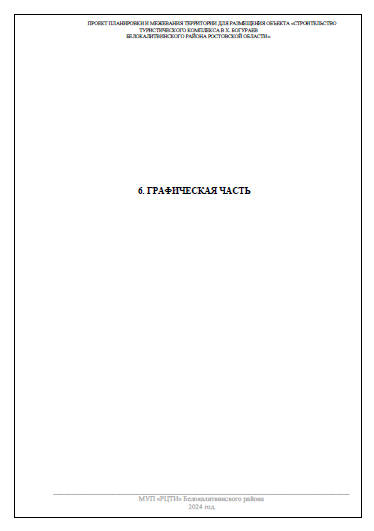 ПРОЕКТ ПЛАНИРОВКИ И МЕЖЕВАНИЯ ТЕРРИТОРИИ ДЛЯ РАЗМЕЩЕНИЯ ОБЪЕКТА «СТРОИТЕЛЬСТВО
ТУРИСТИЧЕСКОГО КОМПЛЕКСА В Х. БОГУРАЕВ
БЕЛОКАЛИТВИНСКОГО РАЙОНА РОСТОВСКОЙ ОБЛАСТИ».
6. ГРАФИЧЕСКАЯ ЧАСТЬ
МУП «РЦТИ» Белокалитвинского района
2024 год.